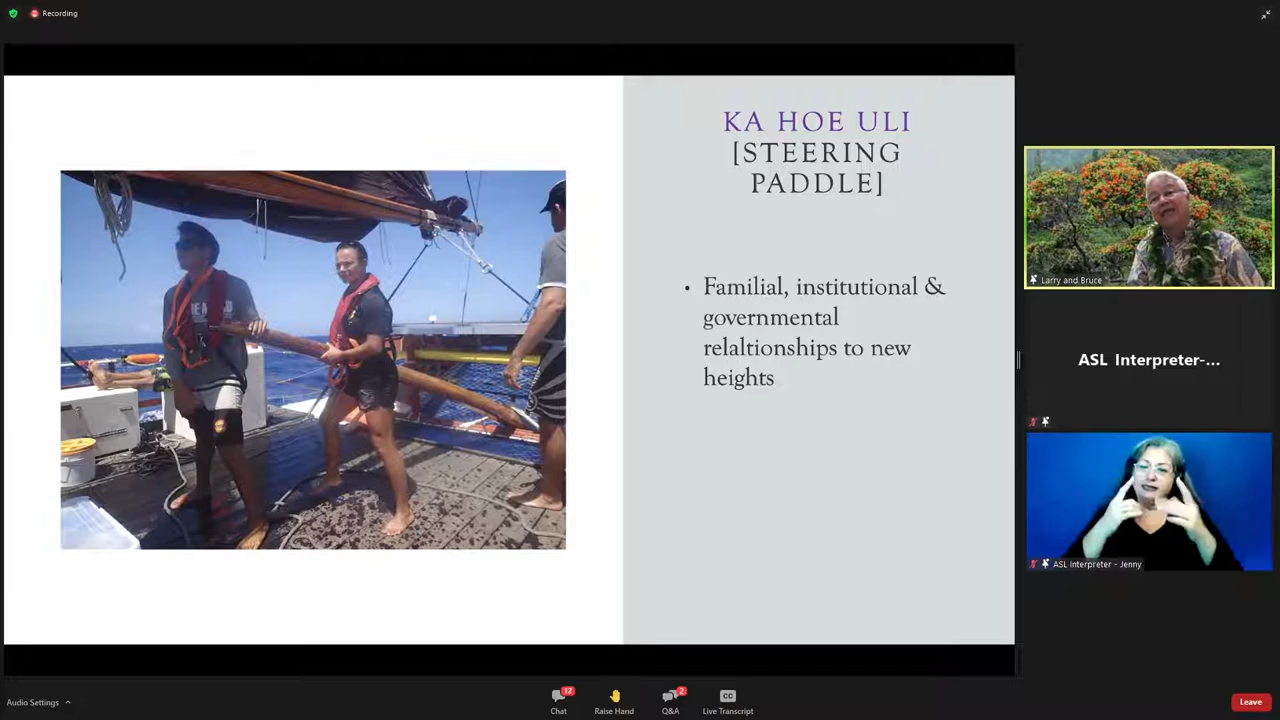 Recording
KA HOE ULI
[STEERING
PADDLE]
• Familial, institutional &
governmental
relaltionships to new
heights
Larry and Bruce
ASL Interpreter-...
ASL Interpreter - Jenny
Audio Settings
12
Chat
Raise Hand
2
Q&A
CC
Live Transcript
Leave